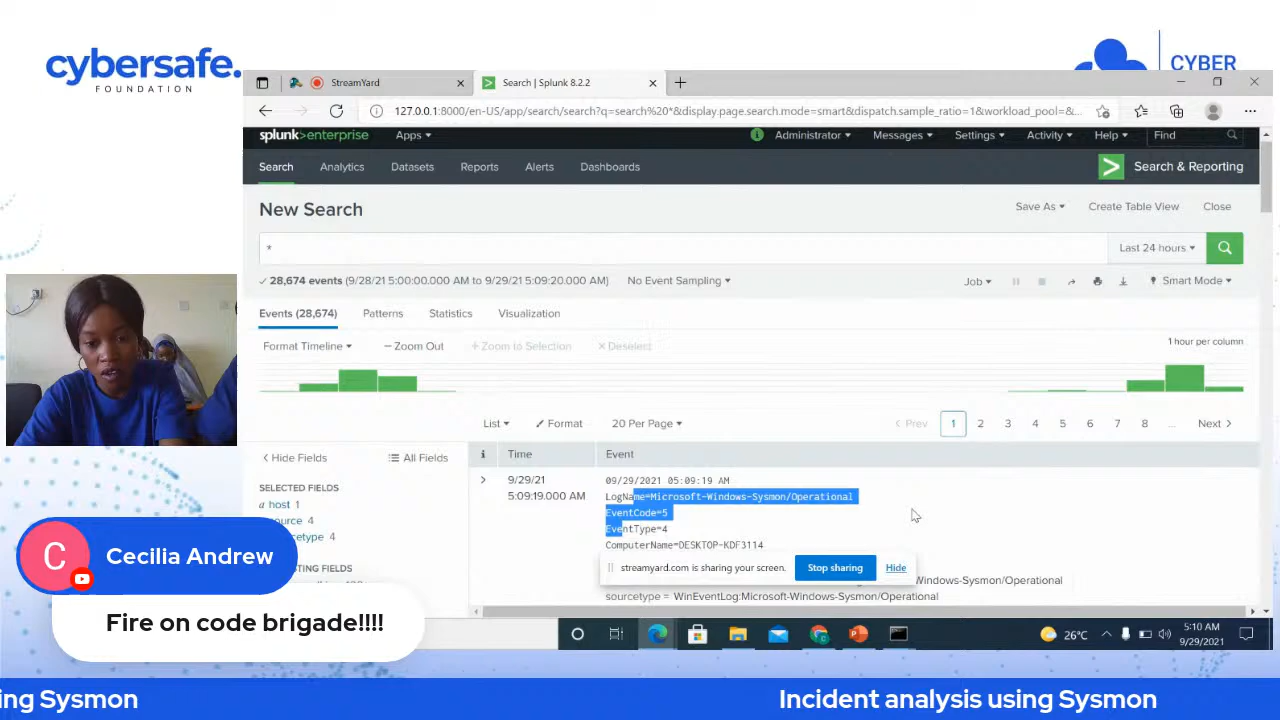 cybersafe.
FOUNDATION
CYBER
StreamYard
Search | Splunk 8.2.2
127.0.0.1:8000/en-US/app/search/search?q=search%20*&display.page.search.mode=smart&dispatch.sample_ratio=1&workload_pool=&...
splunk>enterprise Apps Administrator Messages Settings Activity Help Find
Search Analytics Datasets Reports Alerts Dashboards Search & Reporting
New Search Save As Create Table View Close
* Last 24 hours
28,674 events (9/28/21 5:00:00.000 AM to 9/29/21 5:09:20.000 AM) No Event Sampling Job Smart Mode
Events (28,674) Patterns Statistics Visualization
Format Timeline — Zoom Out + Zoom to Selection × Deselect 1 hour per column
List Format 20 Per Page < Prev 1 2 3 4 5 6 7 8 ... Next >
< Hide Fields All Fields i Time Event
SELECTED FIELDS
a host 1
ource 4
cetype 4
> 9/29/21
5:09:19.000 AM
09/29/2021 05:09:19 AM
LogName=Microsoft-Windows-Sysmon/Operational
EventCode=5
EventType=4
ComputerName=DESKTOP-KDF3114
streamyard.com is sharing your screen. Stop sharing Hide
Windows-Sysmon/Operational
sourcetype = WinEventLog:Microsoft-Windows-Sysmon/Operational
C Cecilia Andrew
Fire on code brigade!!!!
26°C 5:10 AM
9/29/2021
ing Sysmon Incident analysis using Sysmon